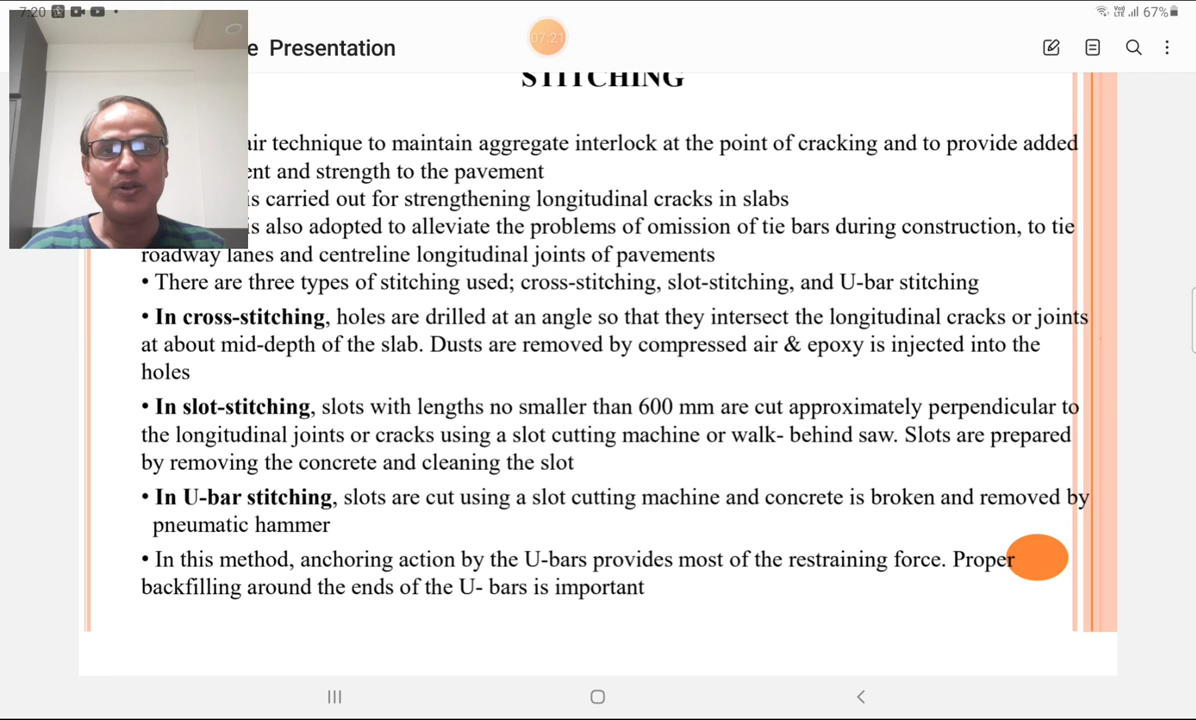 7:20
67%
e Presentation
07:21
STITCHING
technique to maintain aggregate interlock at the point of cracking and to provide added
and strength to the pavement
is carried out for strengthening longitudinal cracks in slabs
is also adopted to alleviate the problems of omission of tie bars during construction, to tie
roadway lanes and centreline longitudinal joints of pavements
• There are three types of stitching used; cross-stitching, slot-stitching, and U-bar stitching
• In cross-stitching, holes are drilled at an angle so that they intersect the longitudinal cracks or joints
at about mid-depth of the slab. Dusts are removed by compressed air & epoxy is injected into the
holes
• In slot-stitching, slots with lengths no smaller than 600 mm are cut approximately perpendicular to
the longitudinal joints or cracks using a slot cutting machine or walk- behind saw. Slots are prepared
by removing the concrete and cleaning the slot
• In U-bar stitching, slots are cut using a slot cutting machine and concrete is broken and removed by
pneumatic hammer
• In this method, anchoring action by the U-bars provides most of the restraining force. Proper
backfilling around the ends of the U- bars is important